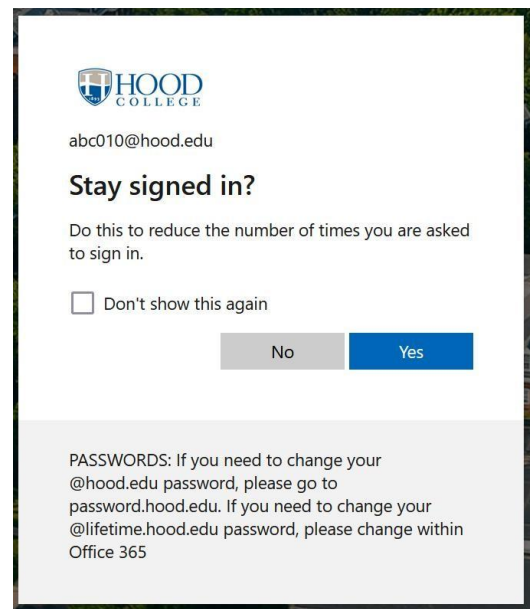 HOOD
COLLEGE
abc010@hood.edu
Stay signed in?
Do this to reduce the number of times you are asked
to sign in.
Don't show this again
No
Yes
PASSWORDS: If you need to change your
@hood.edu password, please go to
password.hood.edu. If you need to change your
@lifetime.hood.edu password, please change within
Office 365